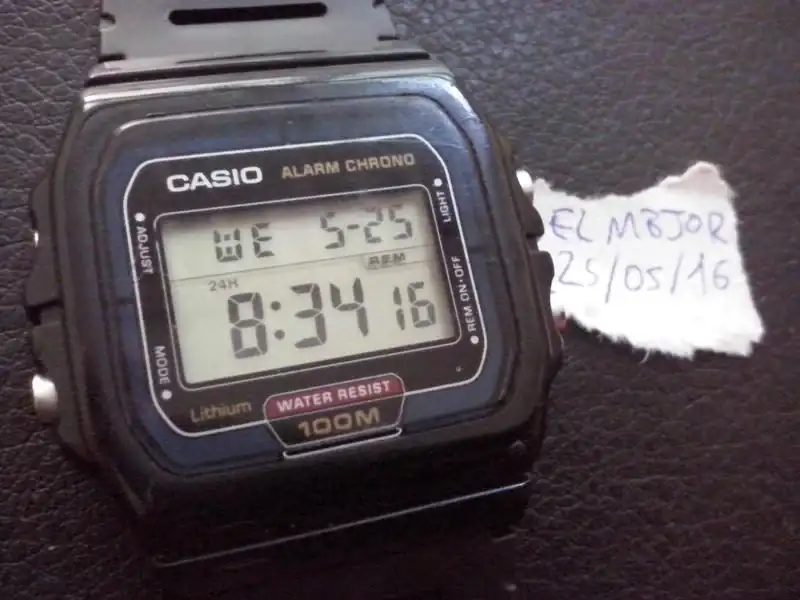 CASIO ALARM CHRONO
ADJUST
LIGHT
WE 5-25
REM
24H
8:34 16
MODE
REM ON·OFF
Lithium
WATER RESIST
100M
EL MBJOR
25/05/16